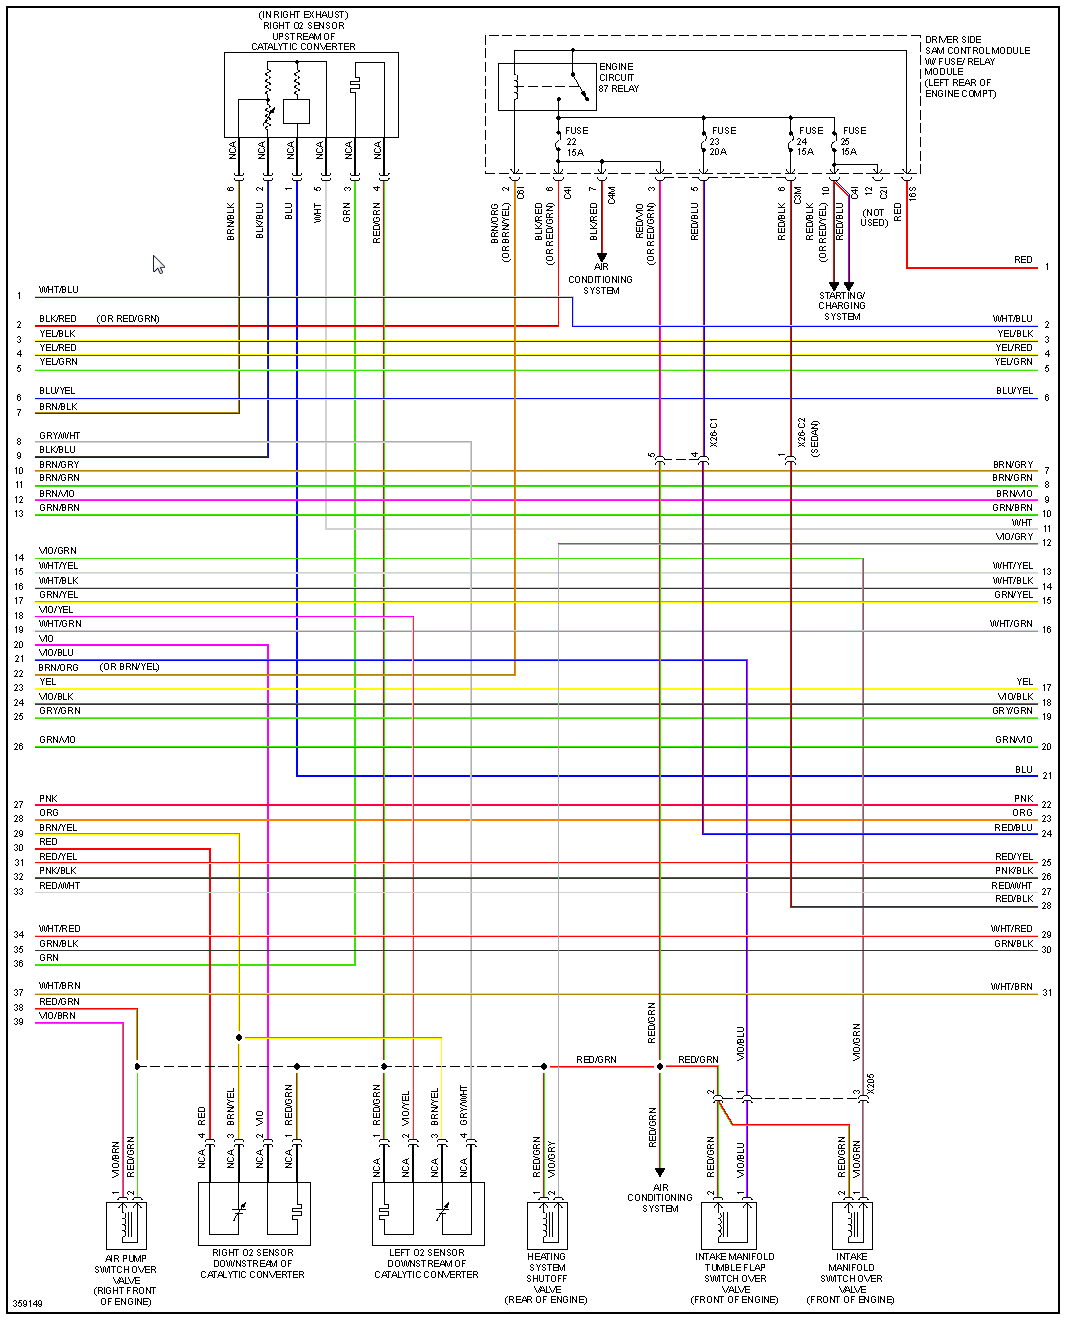 (IN RIGHT EXHAUST)
RIGHT O2 SENSOR
UPSTREAM OF
CATALYTIC CONVERTER
DRIVER SIDE
SAM CONTROL MODULE
W/ FUSE/ RELAY
MODULE
(LEFT REAR OF
ENGINE COMPT)
ENGINE
CIRCUIT
87 RELAY
FUSE
22
15A
FUSE
23
20A
FUSE
24
15A
FUSE
25
15A
NCA
NCA
NCA
NCA
NCA
NCA
6
2
1
5
3
4
BRN/BLK
BLK/BLU
BLU
WHT
GRN
RED/GRN
2
C6I
6
C4I
7
C4M
3
5
6
C3M
10
C4I
12
C2I
16S
BRN/ORG
(OR BRN/YEL)
BLK/RED
(OR RED/GRN)
BLK/RED
RED/VIO
(OR RED/GRN)
RED/BLU
RED/BLK
RED/BLK
(OR RED/YEL)
RED/BLU
(NOT
USED)
RED
AIR
CONDITIONING
SYSTEM
STARTING/
CHARGING
SYSTEM
RED 1
1 WHT/BLU
2 BLK/RED (OR RED/GRN)
WHT/BLU 2
3 YEL/BLK
YEL/BLK 3
4 YEL/RED
YEL/RED 4
5 YEL/GRN
YEL/GRN 5
6 BLU/YEL
BLU/YEL 6
7 BRN/BLK
8 GRY/WHT
9 BLK/BLU
5
4
X26-C1
1
X26-C2
(SEDAN)
10 BRN/GRY
BRN/GRY 7
11 BRN/GRN
BRN/GRN 8
12 BRN/VIO
BRN/VIO 9
13 GRN/BRN
GRN/BRN 10
WHT 11
VIO/GRY 12
14 VIO/GRN
15 WHT/YEL
WHT/YEL 13
16 WHT/BLK
WHT/BLK 14
17 GRN/YEL
GRN/YEL 15
18 VIO/YEL
19 WHT/GRN
WHT/GRN 16
20 VIO
21 VIO/BLU
22 BRN/ORG (OR BRN/YEL)
23 YEL
YEL 17
24 VIO/BLK
VIO/BLK 18
25 GRY/GRN
GRY/GRN 19
26 GRN/VIO
GRN/VIO 20
BLU 21
27 PNK
PNK 22
28 ORG
ORG 23
29 BRN/YEL
RED/BLU 24
30 RED
31 RED/YEL
RED/YEL 25
32 PNK/BLK
PNK/BLK 26
33 RED/WHT
RED/WHT 27
RED/BLK 28
34 WHT/RED
WHT/RED 29
35 GRN/BLK
GRN/BLK 30
36 GRN
37 WHT/BRN
WHT/BRN 31
38 RED/GRN
39 VIO/BRN
RED/GRN
VIO/BLU
VIO/GRN
RED/GRN
RED/GRN
2
1
3
X205
RED
BRN/YEL
VIO
RED/GRN
RED/GRN
VIO/YEL
BRN/YEL
GRY/WHT
RED/GRN
4
3
2
1
1
2
3
4
VIO/BRN
RED/GRN
NCA
NCA
NCA
NCA
NCA
NCA
NCA
NCA
RED/GRN
VIO/GRY
RED/GRN
VIO/BLU
RED/GRN
VIO/GRN
1
2
1
2
2
1
2
1
AIR
CONDITIONING
SYSTEM
AIR PUMP
SWITCH OVER
VALVE
(RIGHT FRONT
OF ENGINE)
RIGHT O2 SENSOR
DOWNSTREAM OF
CATALYTIC CONVERTER
LEFT O2 SENSOR
DOWNSTREAM OF
CATALYTIC CONVERTER
HEATING
SYSTEM
SHUTOFF
VALVE
(REAR OF ENGINE)
INTAKE MANIFOLD
TUMBLE FLAP
SWITCH OVER
VALVE
(FRONT OF ENGINE)
INTAKE
MANIFOLD
SWITCH OVER
VALVE
(FRONT OF ENGINE)
359149